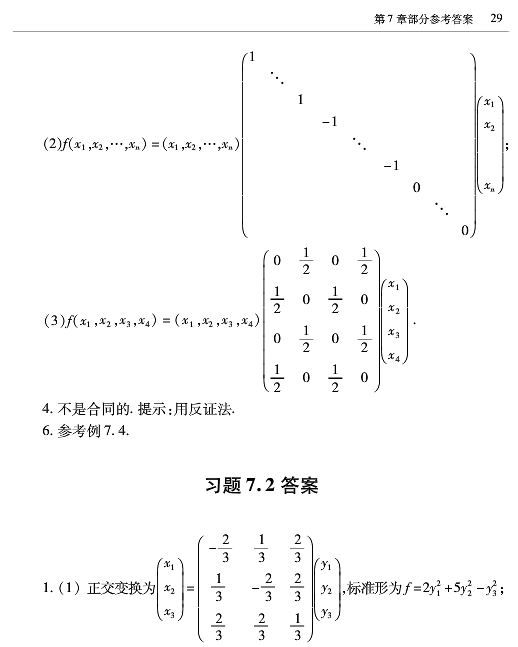 第7章部分参考答案 29
(2)f(x₁,x₂,⋯,xₙ)=(x₁,x₂,⋯,xₙ)
(1
⋱
1
-1
⋱
-1
0
⋱
0)
(x₁
x₂
xₙ);
(3)f(x₁,x₂,x₃,x₄)=(x₁,x₂,x₃,x₄)
(0 1/2 0 1/2
1/2 0 1/2 0
0 1/2 0 1/2
1/2 0 1/2 0)
(x₁
x₂
x₃
x₄).
4. 不是合同的. 提示:用反证法.
6. 参考例 7.4.
习题 7.2 答案
1. (1) 正交变换为
(x₁
x₂
x₃)=
(-2/3 1/3 2/3
1/3 -2/3 2/3
2/3 2/3 1/3)
(y₁
y₂
y₃)
,标准形为 f=2y₁²+5y₂²-y₃²;